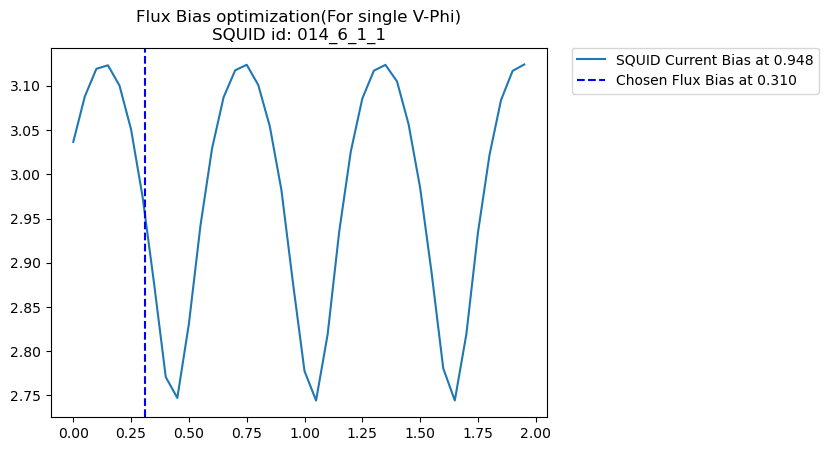 Flux Bias optimization(For single V-Phi)
SQUID id: 014_6_1_1
SQUID Current Bias at 0.948
Chosen Flux Bias at 0.310
3.10
3.05
3.00
2.95
2.90
2.85
2.80
2.75
0.00 0.25 0.50 0.75 1.00 1.25 1.50 1.75 2.00